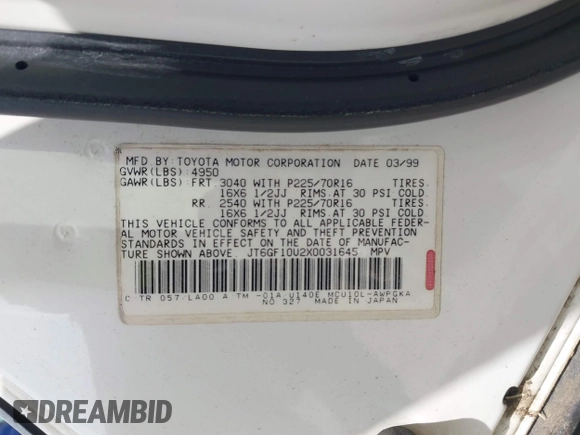 MFD BY: TOYOTA MOTOR CORPORATION DATE 03/99
GVWR(LBS):4950
GAWR(LBS): FRT. 3040 WITH P225/70R16 TIRES.
16X6 1/2JJ RIMS. AT 30 PSI COLD.
RR. 2540 WITH P225/70R16 TIRES.
16X6 1/2JJ RIMS. AT 30 PSI COLD.
THIS VEHICLE CONFORMS TO ALL APPLICABLE FEDER-
AL MOTOR VEHICLE SAFETY AND THEFT PREVENTION
STANDARDS IN EFFECT ON THE DATE OF MANUFAC-
TURE SHOWN ABOVE. JT6GF10U2X0031645 MPV
C TR 057/LA00 A TM -01A U140E MCU10L-AWPGKA
NO 327 MADE IN JAPAN
DREAMBID